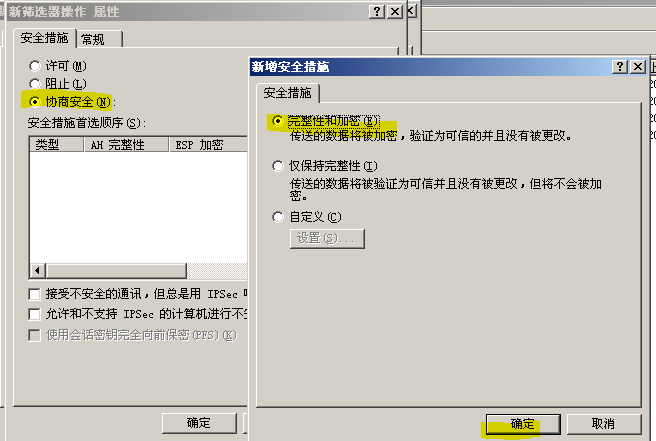 新筛选器操作 属性
安全措施
常规
许可(M)
阻止(L)
协商安全(N):
安全措施首选顺序(S):
类型
AH 完整性
ESP 加密
接受不安全的通讯，但总是用 IPSec
允许和不支持 IPSec 的计算机进行不
使用会话密钥完全向前保密(PFS)(K)
确定
新增安全措施
安全措施
完整性和加密(E)
传送的数据将被加密，验证为可信的并且没有被更改。
仅保持完整性(I)
传送的数据将被验证为可信并且没有被更改，但将不会被加
密。
自定义(C)
设置(S)...
确定
取消